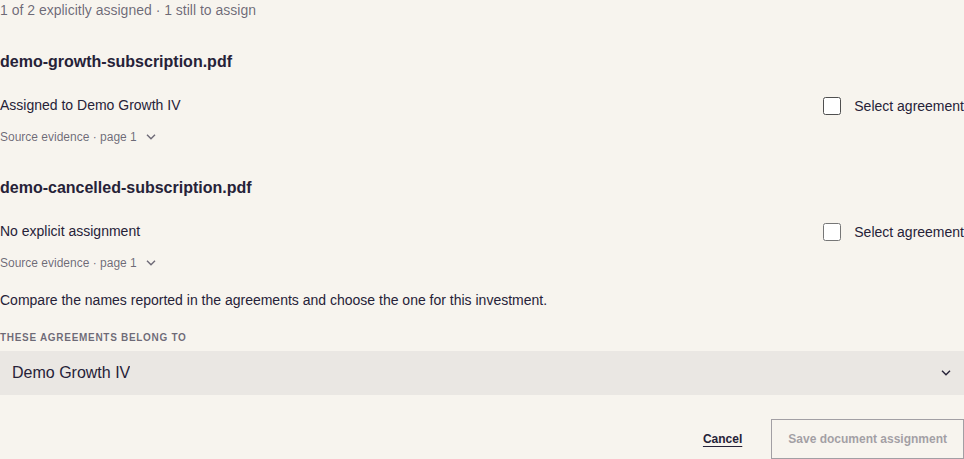 1 of 2 explicitly assigned · 1 still to assign
demo-growth-subscription.pdf
Assigned to Demo Growth IV
Select agreement
Source evidence · page 1
demo-cancelled-subscription.pdf
No explicit assignment
Select agreement
Source evidence · page 1
Compare the names reported in the agreements and choose the one for this investment.
THESE AGREEMENTS BELONG TO
Demo Growth IV
Cancel
Save document assignment